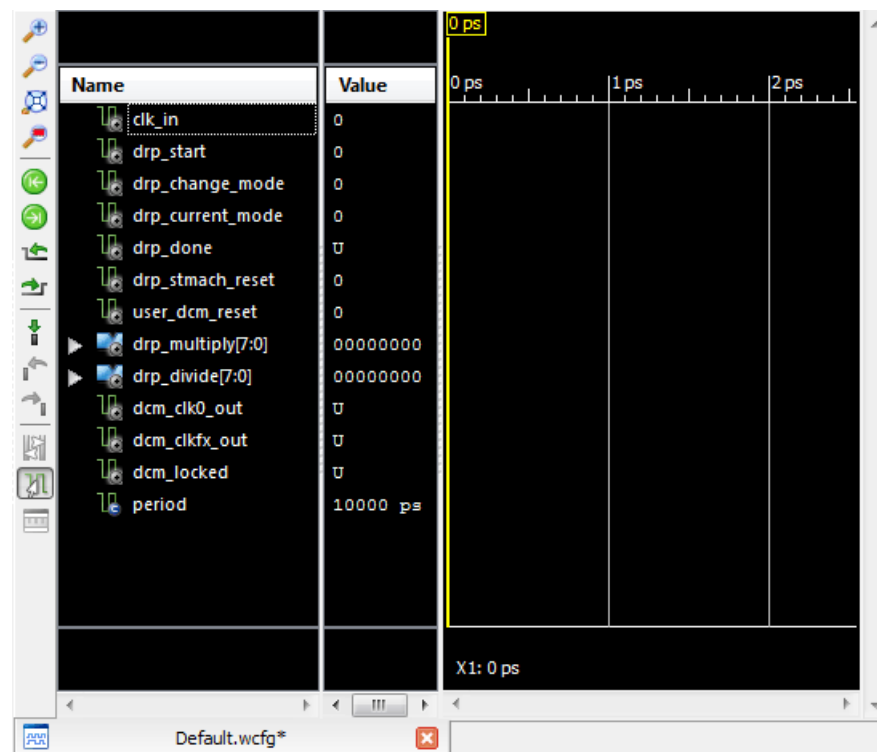 0 ps
Name Value 0 ps 1 ps 2 ps
clk_in 0
drp_start 0
drp_change_mode 0
drp_current_mode 0
drp_done U
drp_stmach_reset 0
user_dcm_reset 0
drp_multiply[7:0] 00000000
drp_divide[7:0] 00000000
dcm_clk0_out U
dcm_clkfx_out U
dcm_locked U
period 10000 ps
X1: 0 ps
Default.wcfg*